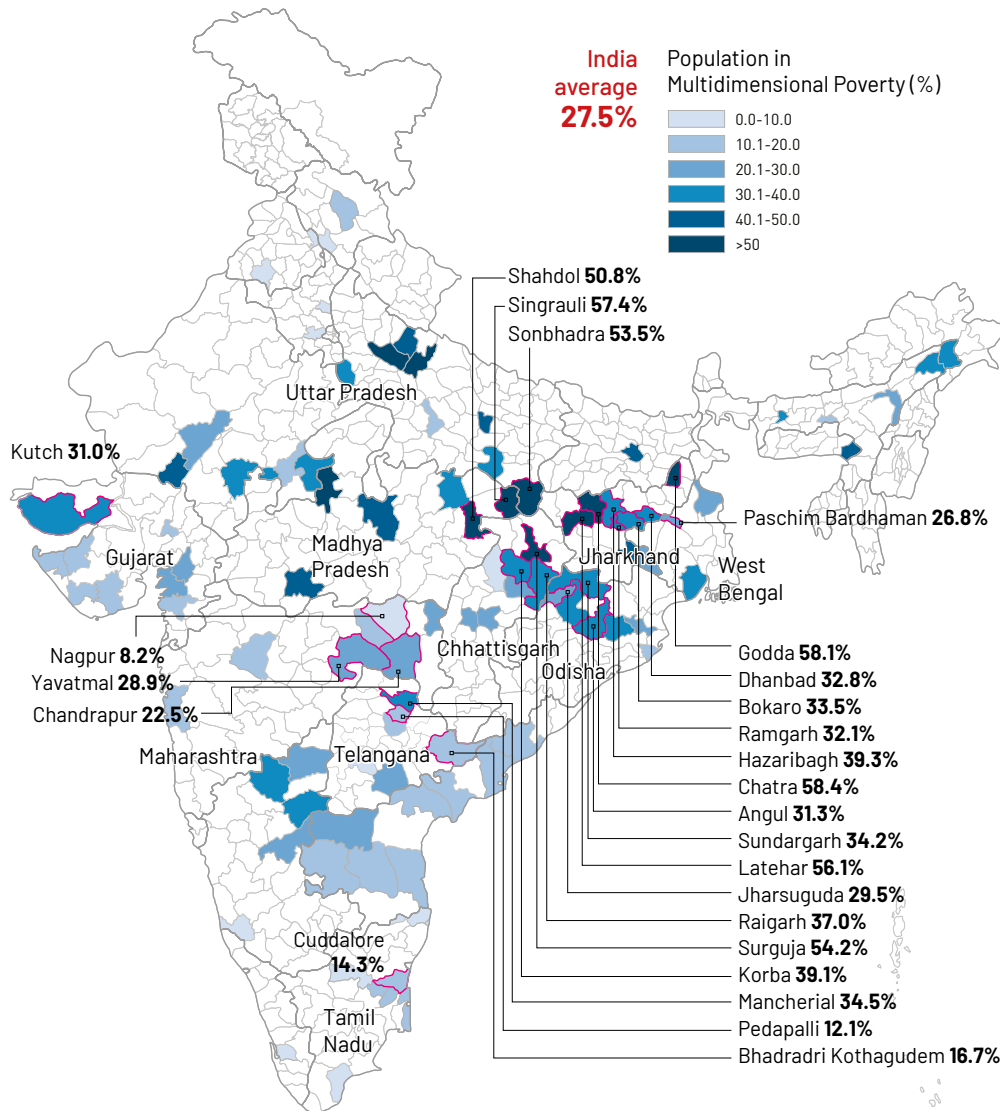 India
average
27.5%
Population in
Multidimensional Poverty (%)
0.0-10.0
10.1-20.0
20.1-30.0
30.1-40.0
40.1-50.0
>50
Shahdol 50.8%
Singrauli 57.4%
Sonbhadra 53.5%
Uttar Pradesh
Kutch 31.0%
Paschim Bardhaman 26.8%
Gujarat
Madhya
Pradesh
Jharkhand
West
Bengal
Nagpur 8.2%
Yavatmal 28.9%
Chandrapur 22.5%
Chhattisgarh
Odisha
Maharashtra
Telangana
Godda 58.1%
Dhanbad 32.8%
Bokaro 33.5%
Ramgarh 32.1%
Hazaribagh 39.3%
Chatra 58.4%
Angul 31.3%
Sundargarh 34.2%
Latehar 56.1%
Jharsuguda 29.5%
Raigarh 37.0%
Surguja 54.2%
Korba 39.1%
Mancherial 34.5%
Pedapalli 12.1%
Bhadradri Kothagudem 16.7%
Cuddalore
14.3%
Tamil
Nadu